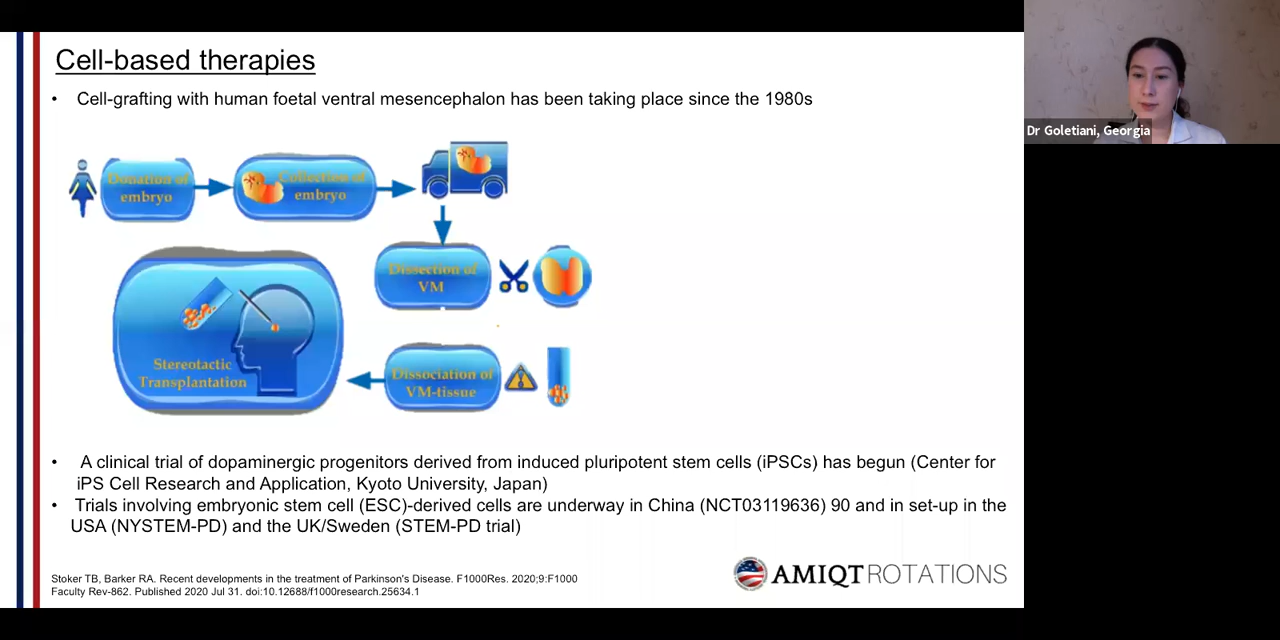 Cell-based therapies
• Cell-grafting with human foetal ventral mesencephalon has been taking place since the 1980s
Donation of
embryo
Collection of
embryo
Dissection of
VM
Dissociation of
VM-tissue
Stereotactic
Transplantation
• A clinical trial of dopaminergic progenitors derived from induced pluripotent stem cells (iPSCs) has begun (Center for
iPS Cell Research and Application, Kyoto University, Japan)
• Trials involving embryonic stem cell (ESC)-derived cells are underway in China (NCT03119636) 90 and in set-up in the
USA (NYSTEM-PD) and the UK/Sweden (STEM-PD trial)
Stoker TB, Barker RA. Recent developments in the treatment of Parkinson's Disease. F1000Res. 2020;9:F1000
Faculty Rev-862. Published 2020 Jul 31. doi:10.12688/f1000research.25634.1
AMIQT ROTATIONS
Dr Goletiani, Georgia